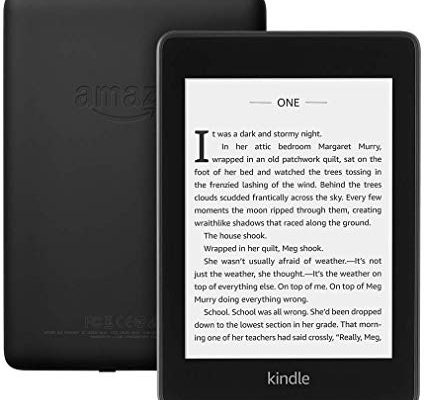 amaz
ONE
It was a dark and stormy night.
In her attic bedroom Margaret Murry,
wrapped in an old patchwork quilt, sat on the
foot of her bed and watched the trees tossing in
the frenzied lashing of the wind. Behind the trees
clouds scudded frantically across the sky. Every few
moments the moon ripped through them, creating
wraithlike shadows that raced along the ground.
The house shook.
Wrapped in her quilt, Meg shook.
She wasn't usually afraid of weather.—It's not
just the weather, she thought.—It's the weather on
top of everything else. On top of me. On top of Meg
Murry doing everything wrong.
School. School was all wrong. She'd been dropped
down to the lowest section in her grade. That morn-
ing one of her teachers had said crossly, "Really, Meg,
kindle